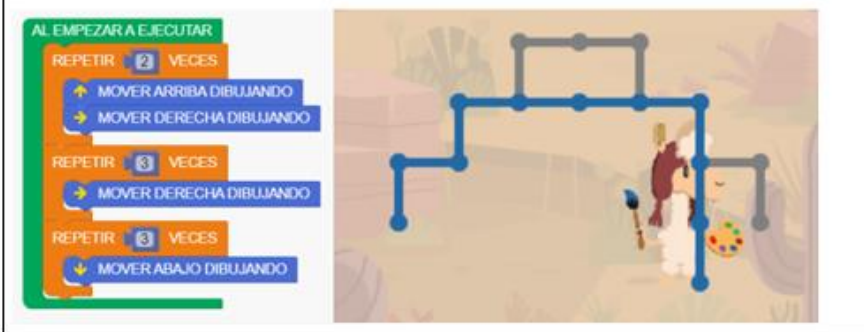 AL EMPEZAR A EJECUTAR
REPETIR 2 VECES
MOVER ARRIBA DIBUJANDO
MOVER DERECHA DIBUJANDO
REPETIR 3 VECES
MOVER DERECHA DIBUJANDO
REPETIR 3 VECES
MOVER ABAJO DIBUJANDO